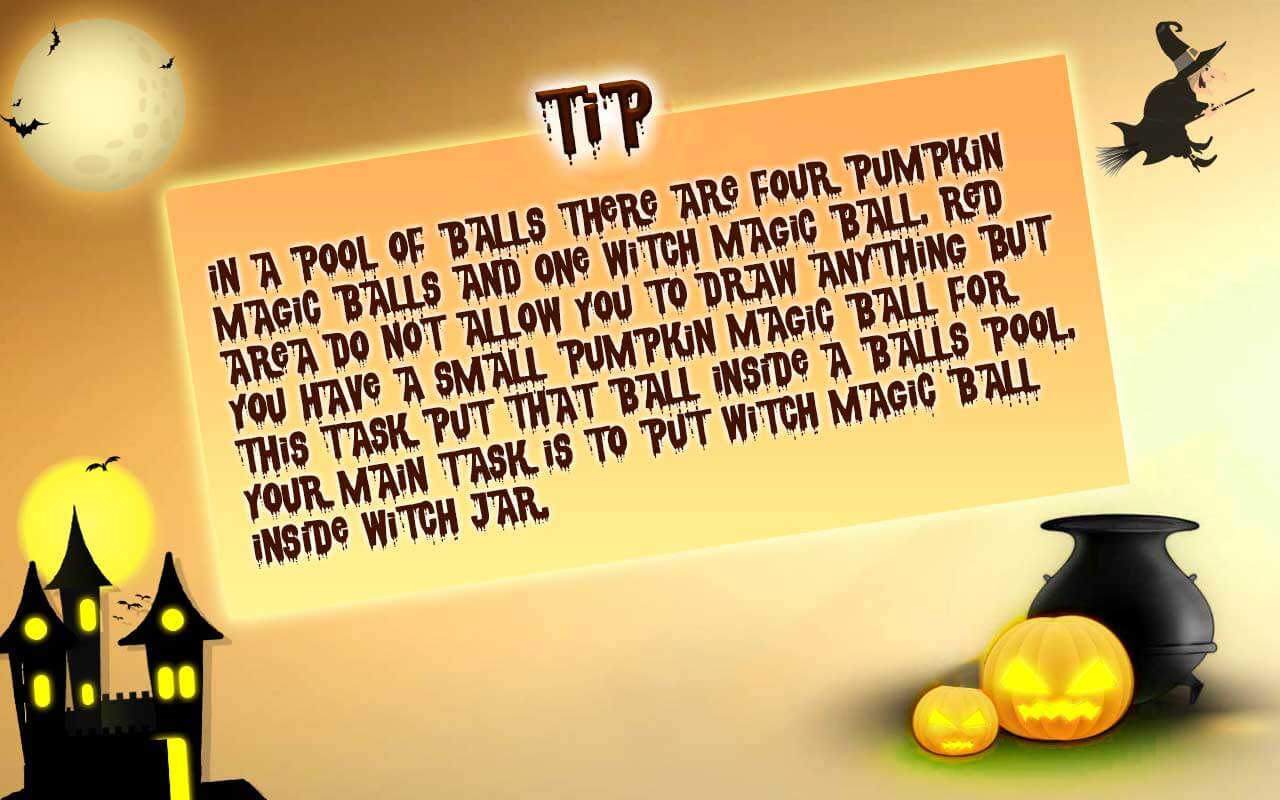 TiP
iN A POOL OF BALLS THeRe ARe FOUR PUMPKiN
MAGiC BALLS AND ONe WiTCH MAGiC BALL. ReD
AReA DO NOT ALLOW YOU TO DRAW ANYTHiNG BUT
YOU HAVe A SMALL PUMPKiN MAGiC BALL FOR
THiS TASK PUT THAT BALL iNSiDe A BALLS POOL.
YOUR MAiN TASK iS TO PUT WiTCH MAGiC BALL
iNSiDe WiTCH JAR.